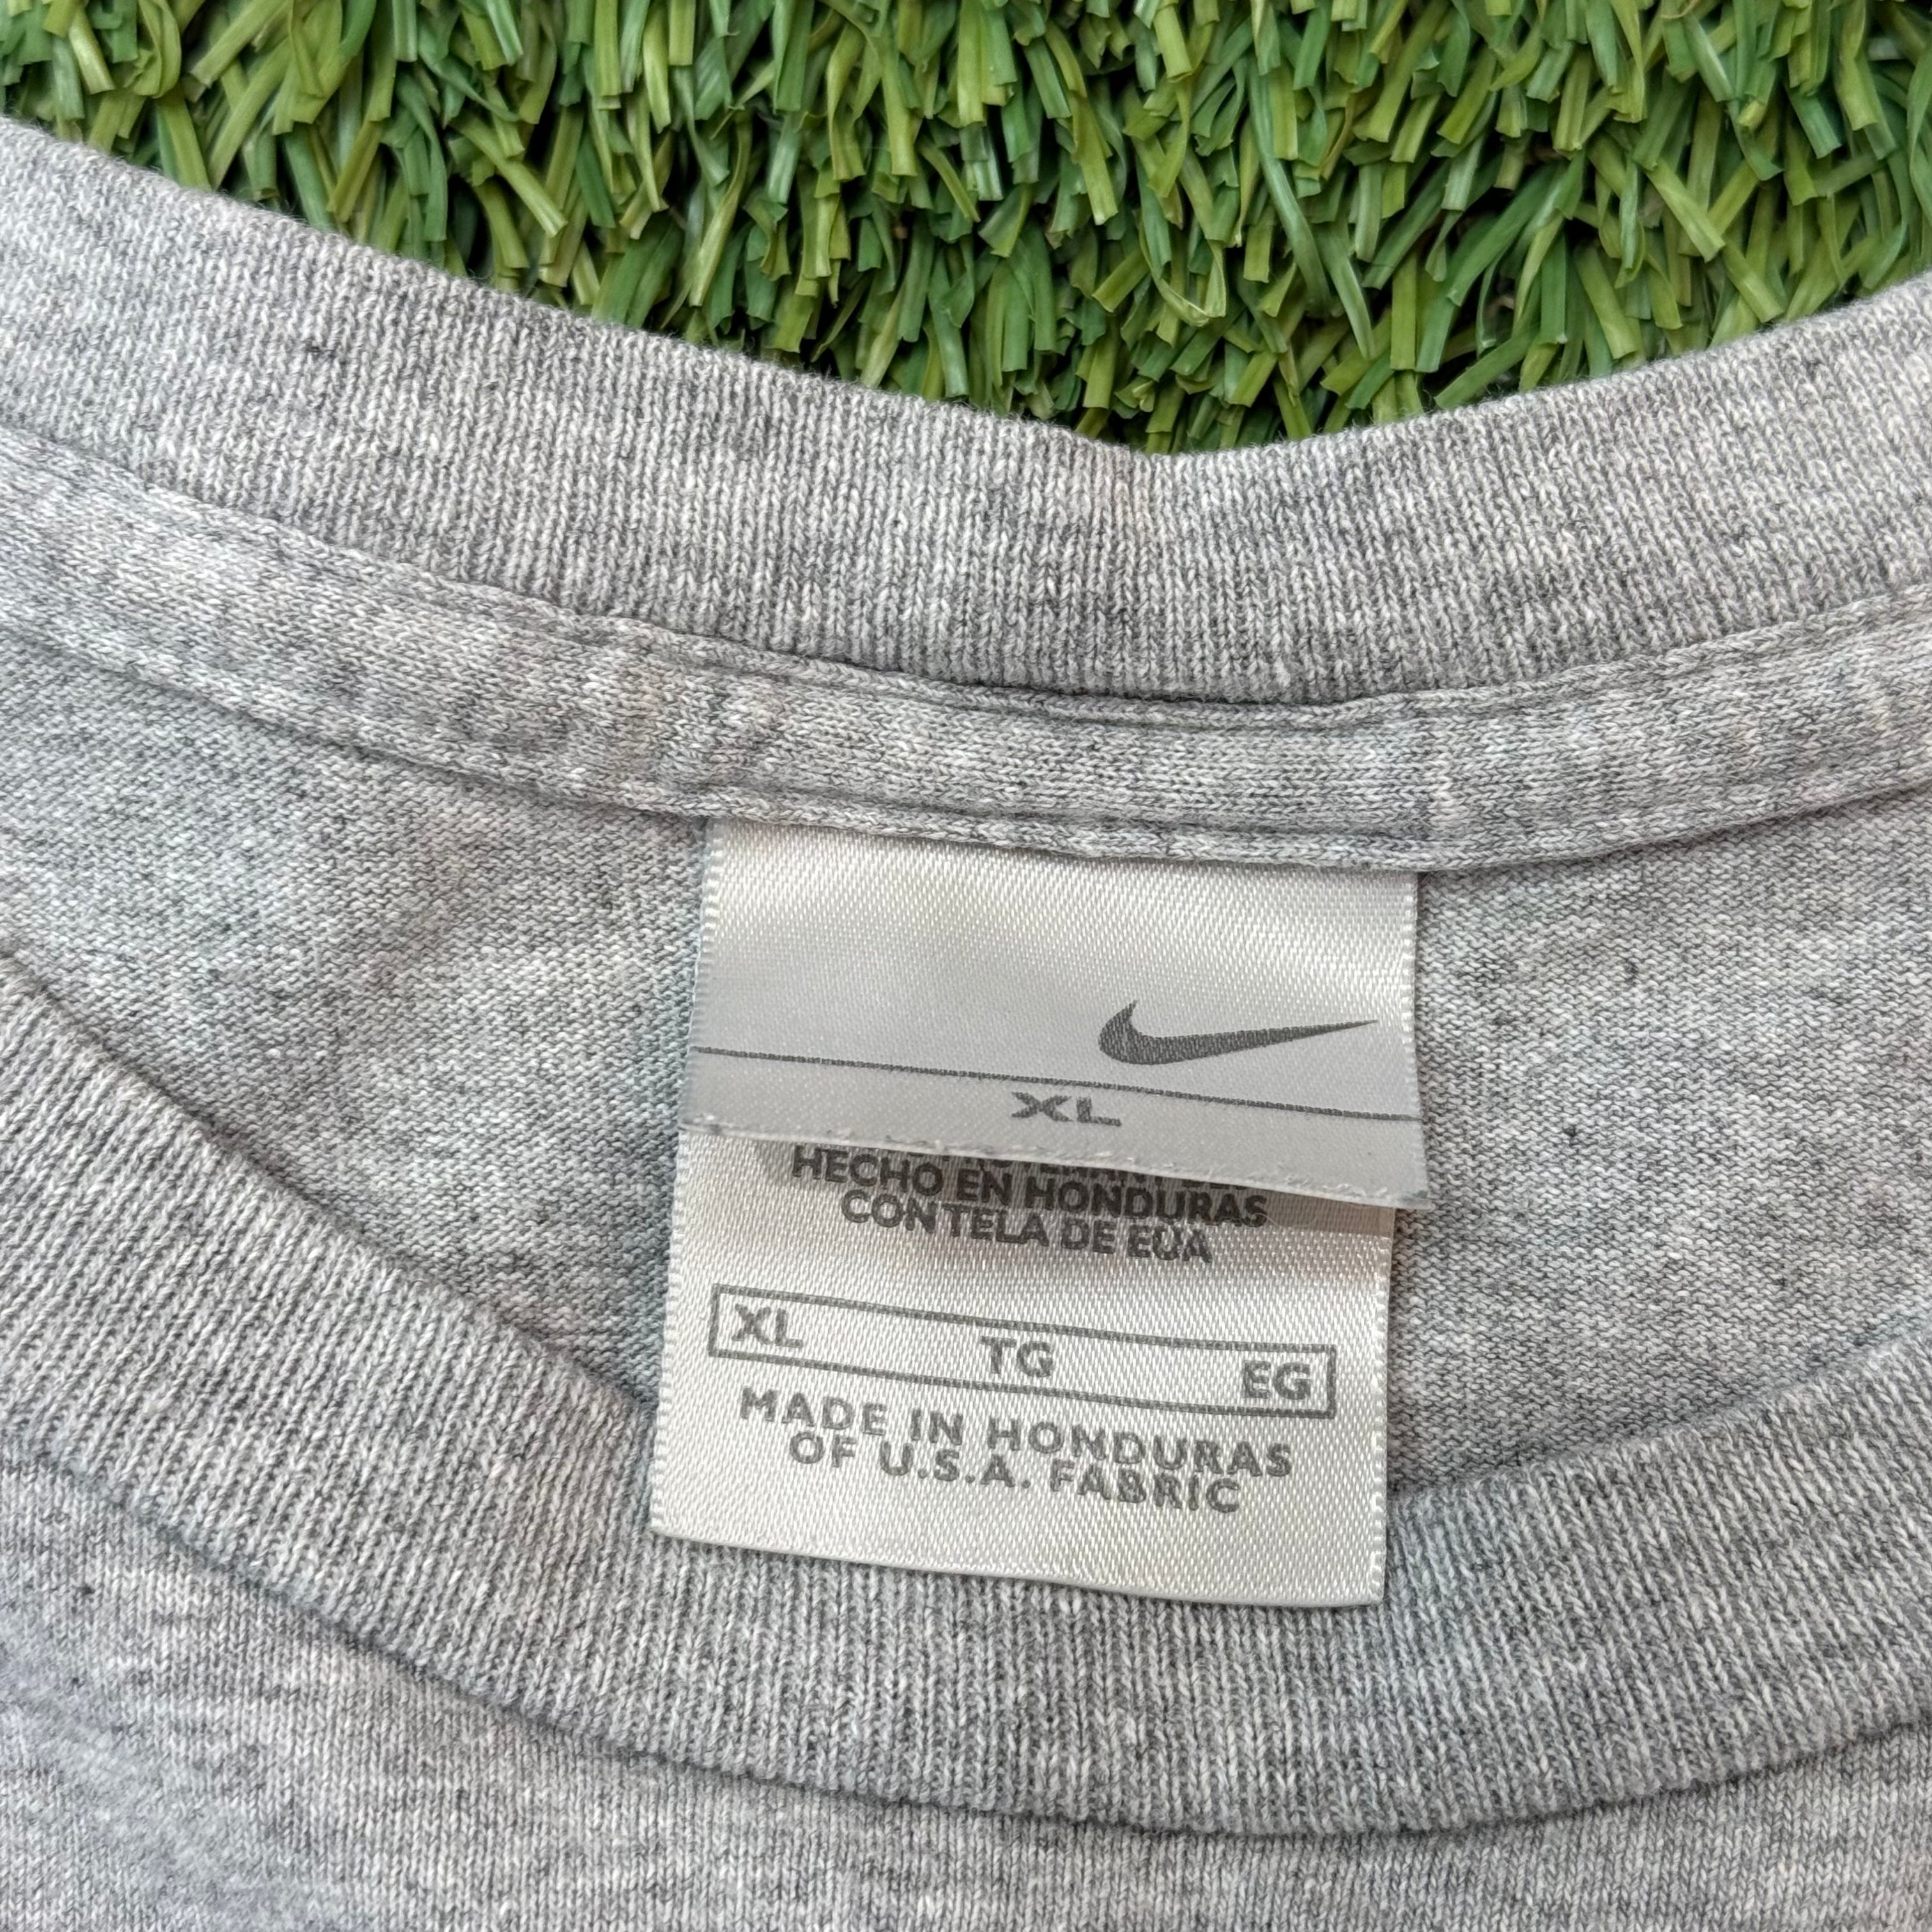 XL
HECHO EN HONDURAS
CON TELA DE EUA
XL TG EG
MADE IN HONDURAS
OF U.S.A. FABRIC